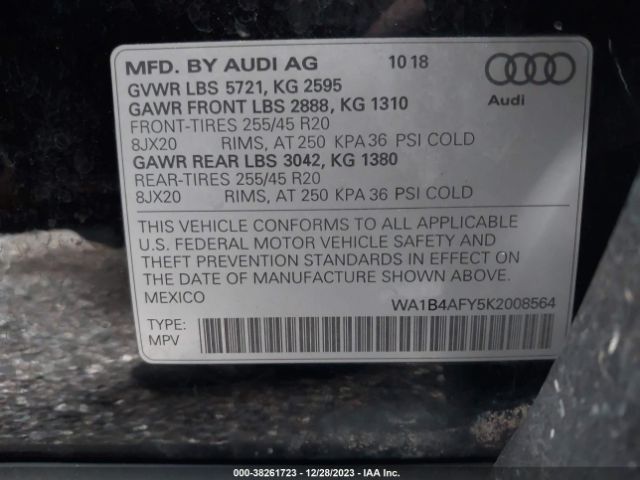 MFD. BY AUDI AG 10 18
GVWR LBS 5721, KG 2595
GAWR FRONT LBS 2888, KG 1310
FRONT-TIRES 255/45 R20
8JX20 RIMS, AT 250 KPA 36 PSI COLD
GAWR REAR LBS 3042, KG 1380
REAR-TIRES 255/45 R20
8JX20 RIMS, AT 250 KPA 36 PSI COLD
Audi
THIS VEHICLE CONFORMS TO ALL APPLICABLE
U.S. FEDERAL MOTOR VEHICLE SAFETY AND
THEFT PREVENTION STANDARDS IN EFFECT ON
THE DATE OF MANUFACTURE SHOWN ABOVE.
MEXICO WA1B4AFY5K2008564
TYPE:
MPV
000-38261723 - 12/28/2023 - IAA Inc.